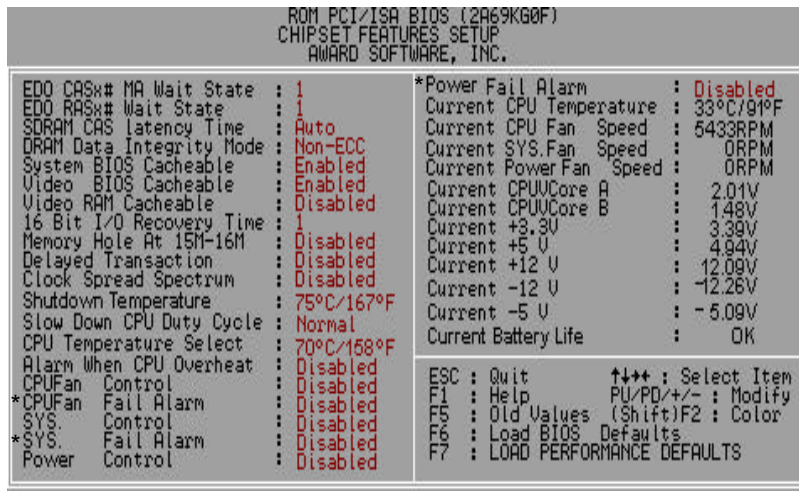 ROM PCI/ISA BIOS (2A69KG0F)
CHIPSET FEATURES SETUP
AWARD SOFTWARE, INC.
EDO CASx# MA Wait State : 1
EDO RASx# Wait State : 1
SDRAM CAS latency Time : Auto
DRAM Data Integrity Mode : Non-ECC
System BIOS Cacheable : Enabled
Video BIOS Cacheable : Enabled
Video RAM Cacheable : Disabled
16 Bit I/O Recovery Time : 1
Memory Hole At 15M-16M : Disabled
Delayed Transaction : Disabled
Clock Spread Spectrum : Disabled
Shutdown Temperature : 75°C/167°F
Slow Down CPU Duty Cycle : Normal
CPU Temperature Select : 70°C/158°F
Alarm When CPU Overheat : Disabled
CPUFan Control : Disabled
*CPUFan Fail Alarm : Disabled
SYS. Control : Disabled
*SYS. Fail Alarm : Disabled
Power Control : Disabled
*Power Fail Alarm : Disabled
Current CPU Temperature : 33°C/91°F
Current CPU Fan Speed : 5433RPM
Current SYS.Fan Speed : 0RPM
Current Power Fan Speed : 0RPM
Current CPUVCore A : 2.01V
Current CPUVCore B : 1.48V
Current +3.3V : 3.39V
Current +5 V : 4.94V
Current +12 V : 12.09V
Current -12 V : -12.26V
Current -5 V : - 5.09V
Current Battery Life : OK
ESC : Quit ↑↓→← : Select Item
F1 : Help PU/PD/+/- : Modify
F5 : Old Values (Shift)F2 : Color
F6 : Load BIOS Defaults
F7 : LOAD PERFORMANCE DEFAULTS